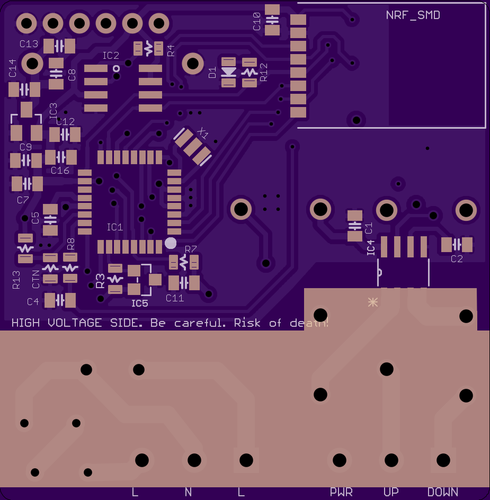 C10
NRF_SMD
C13
IC2
R4
C14
C8
D1
R12
IC3
C12
X1
C9
C16
C7
C5
IC1
C1
IC4
C2
R13
CTN
R8
R7
R3
C11
C4
IC5
HIGH VOLTAGE SIDE. Be careful. Risk of death!
L N L PWR UP DOWN